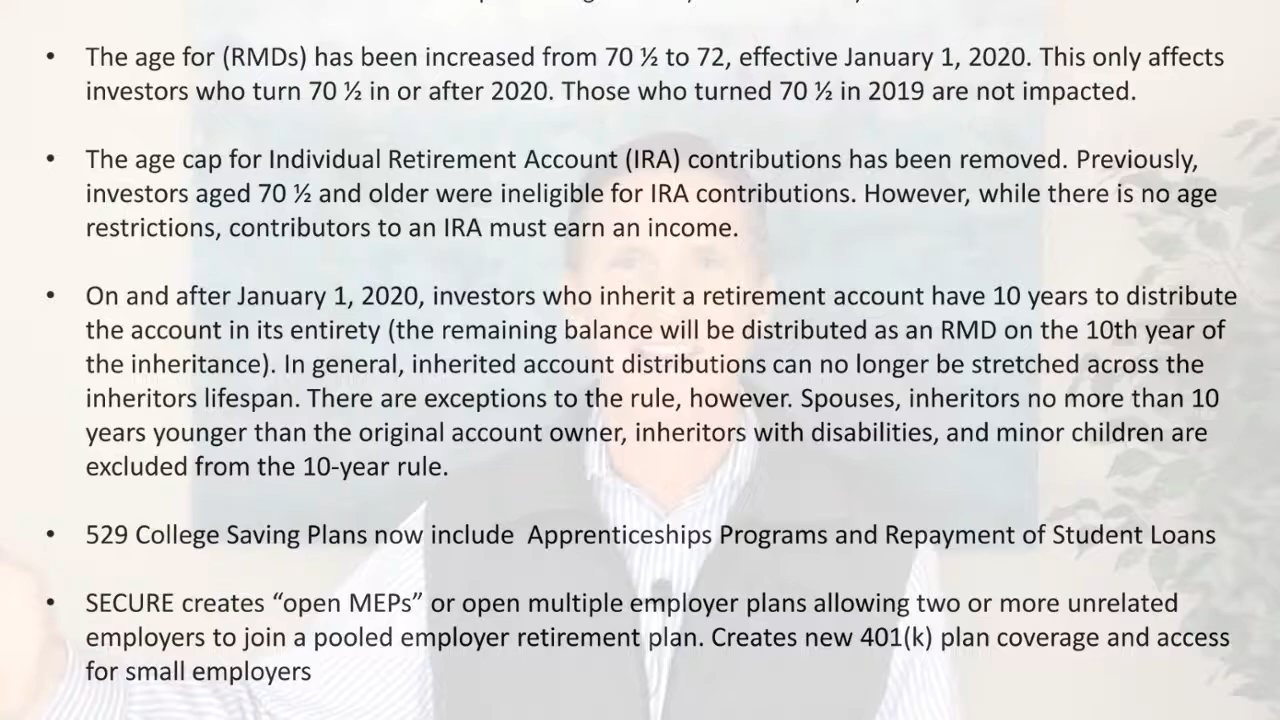 • The age for (RMDs) has been increased from 70 ½ to 72, effective January 1, 2020. This only affects
investors who turn 70 ½ in or after 2020. Those who turned 70 ½ in 2019 are not impacted.
• The age cap for Individual Retirement Account (IRA) contributions has been removed. Previously,
investors aged 70 ½ and older were ineligible for IRA contributions. However, while there is no age
restrictions, contributors to an IRA must earn an income.
• On and after January 1, 2020, investors who inherit a retirement account have 10 years to distribute
the account in its entirety (the remaining balance will be distributed as an RMD on the 10th year of
the inheritance). In general, inherited account distributions can no longer be stretched across the
inheritors lifespan. There are exceptions to the rule, however. Spouses, inheritors no more than 10
years younger than the original account owner, inheritors with disabilities, and minor children are
excluded from the 10-year rule.
• 529 College Saving Plans now include  Apprenticeships Programs and Repayment of Student Loans
• SECURE creates “open MEPs” or open multiple employer plans allowing two or more unrelated
employers to join a pooled employer retirement plan. Creates new 401(k) plan coverage and access
for small employers